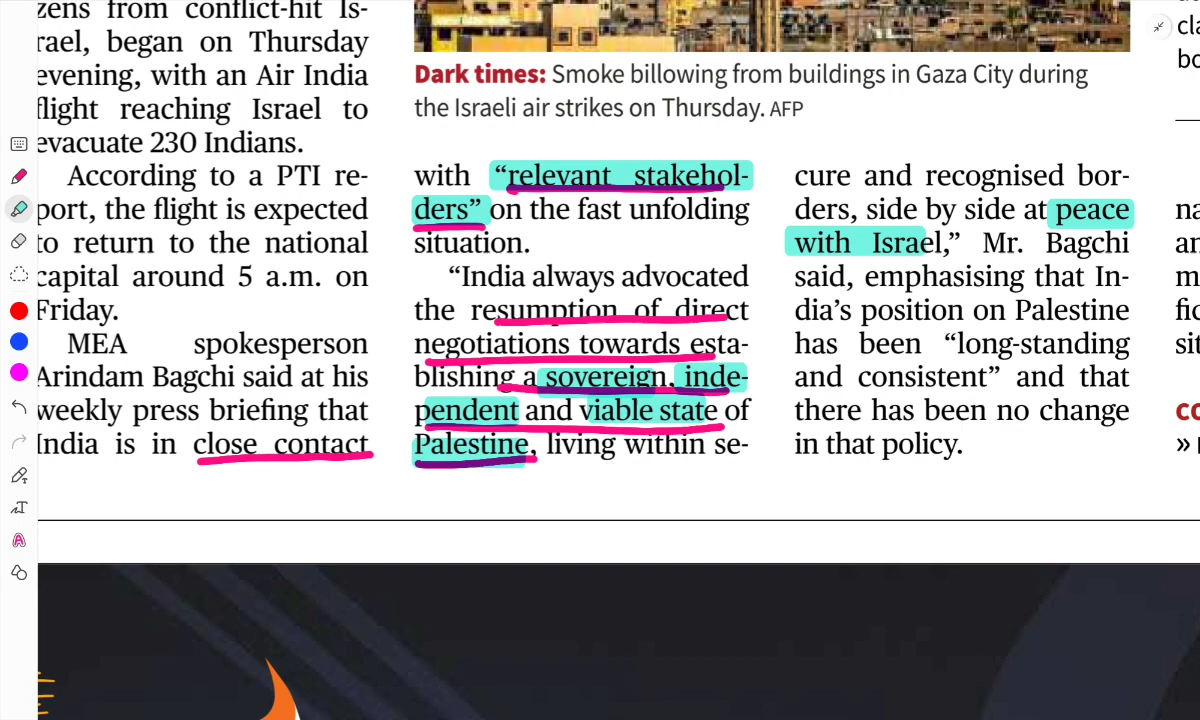 zens from conflict-hit Is-
rael, began on Thursday
evening, with an Air India
flight reaching Israel to
evacuate 230 Indians.
According to a PTI re-
port, the flight is expected
to return to the national
capital around 5 a.m. on
Friday.
MEA spokesperson
Arindam Bagchi said at his
weekly press briefing that
India is in close contact
Dark times: Smoke billowing from buildings in Gaza City during
the Israeli air strikes on Thursday. AFP
with “relevant stakehol-
ders” on the fast unfolding
situation.
“India always advocated
the resumption of direct
negotiations towards esta-
blishing a sovereign, inde-
pendent and viable state of
Palestine, living within se-
cure and recognised bor-
ders, side by side at peace
with Israel,” Mr. Bagchi
said, emphasising that In-
dia’s position on Palestine
has been “long-standing
and consistent” and that
there has been no change
in that policy.